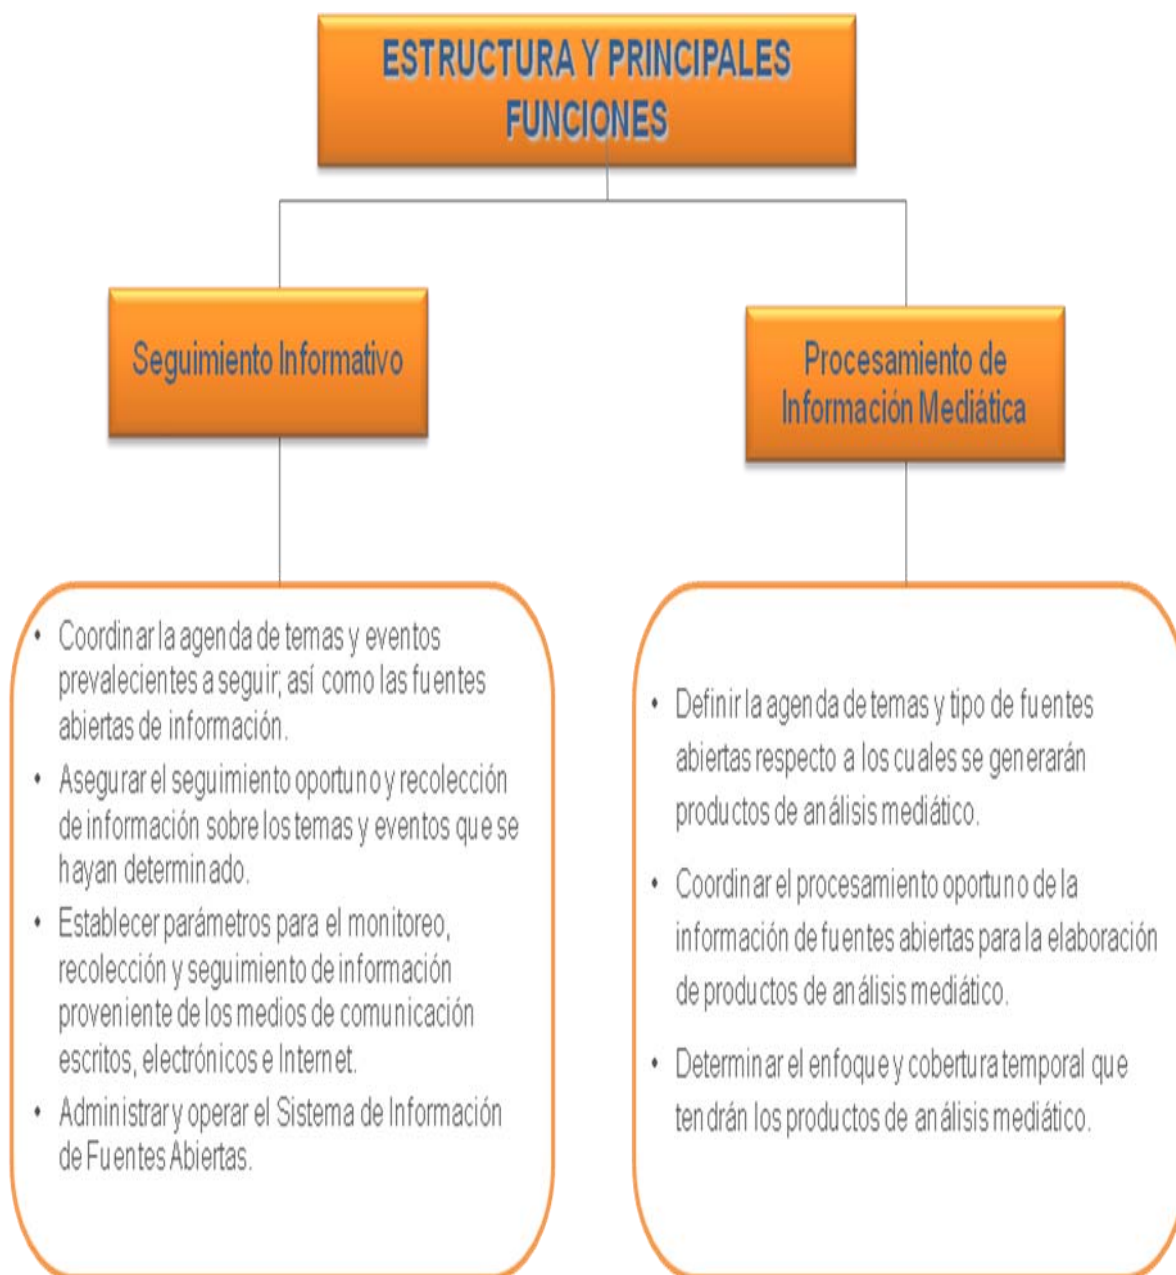 ESTRUCTURA Y PRINCIPALES
FUNCIONES
Seguimiento Informativo
Procesamiento de
Información Mediática
• Coordinar la agenda de temas y eventos
prevalecientes a seguir; así como las fuentes
abiertas de información.
• Asegurar el seguimiento oportuno y recolección
de información sobre los temas y eventos que se
hayan determinado.
• Establecer parámetros para el monitoreo,
recolección y seguimiento de información
proveniente de los medios de comunicación
escritos, electrónicos e Internet.
• Administrar y operar el Sistema de Información
de Fuentes Abiertas.
• Definir la agenda de temas y tipo de fuentes
abiertas respecto a los cuales se generarán
productos de análisis mediático.
• Coordinar el procesamiento oportuno de la
información de fuentes abiertas para la elaboración
de productos de análisis mediático.
• Determinar el enfoque y cobertura temporal que
tendrán los productos de análisis mediático.